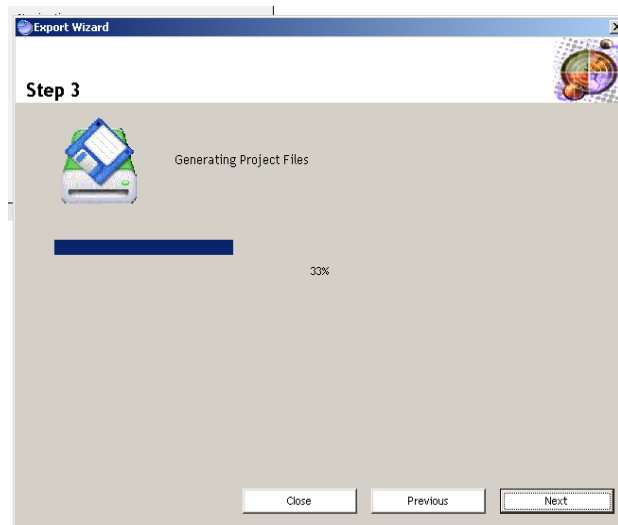 Export Wizard
Step 3
Generating Project Files
33%
Close Previous Next